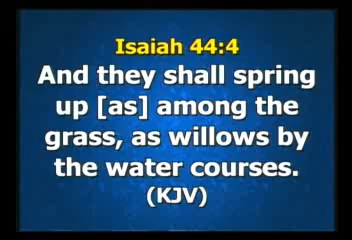 Isaiah 44:4
And they shall spring
up [as] among the
grass, as willows by
the water courses.
(KJV)